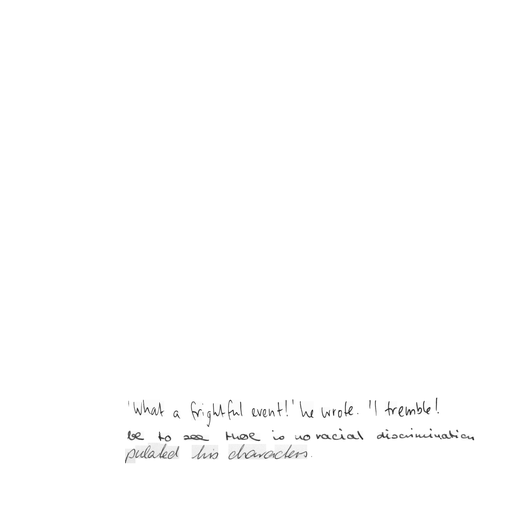 'What a frightful event!' he wrote. 'I tremble!
be to see there is no racial discrimination
pulated his characters.